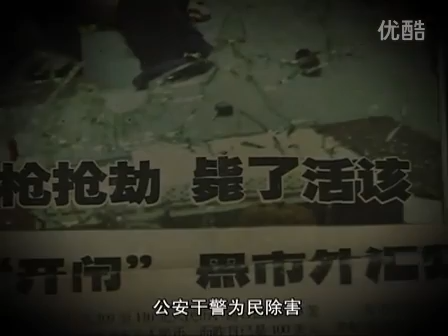 优酷
枪抢劫 毙了活该
“开闸” 黑市外汇
公安干警为民除害